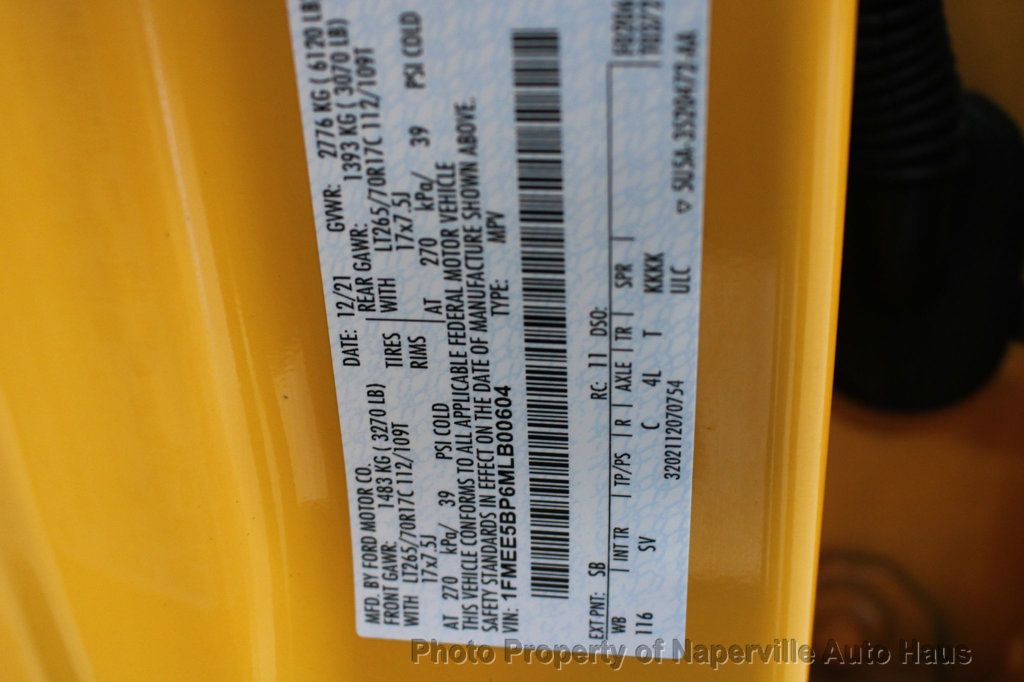 MFD. BY FORD MOTOR CO.
DATE: 12/21 GVWR: 2776 KG ( 6120 LB)
FRONT GAWR: 1483 KG ( 3270 LB) REAR GAWR: 1393 KG ( 3070 LB)
WITH LT265/70R17C 112/109T TIRES WITH LT265/70R17C 112/109T
17x7.5J RIMS 17x7.5J
AT 270 kPa/ 39 PSI COLD AT 270 kPa/ 39 PSI COLD
THIS VEHICLE CONFORMS TO ALL APPLICABLE FEDERAL MOTOR VEHICLE
SAFETY STANDARDS IN EFFECT ON THE DATE OF MANUFACTURE SHOWN ABOVE.
VIN: 1FMEE5BP6MLB00604 TYPE: MPV
EXT PNT: SB RC: 11 DSO:
WB INT TR TP/PS R AXLE TR SPR
116 SV C 4L T KKKK
ULC
3202112070754
5U5A-3520472-AA
Photo Property of Naperville Auto Haus